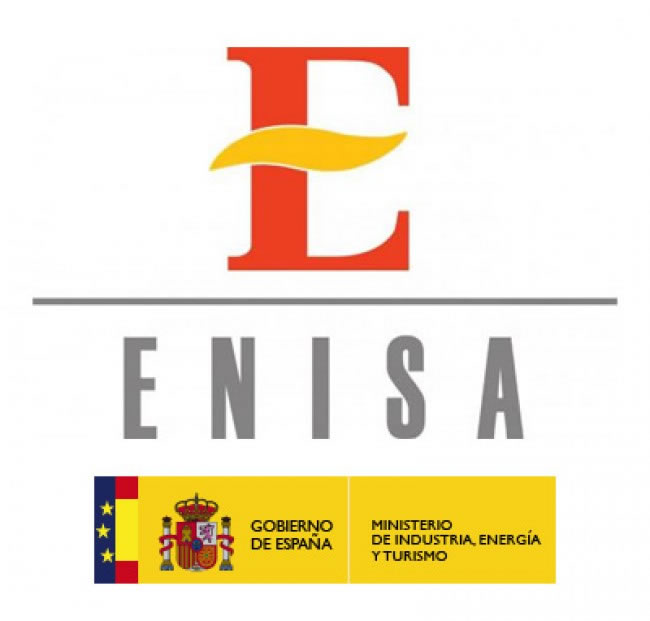 E
ENISA
GOBIERNO
DE ESPAÑA
MINISTERIO
DE INDUSTRIA, ENERGÍA
Y TURISMO